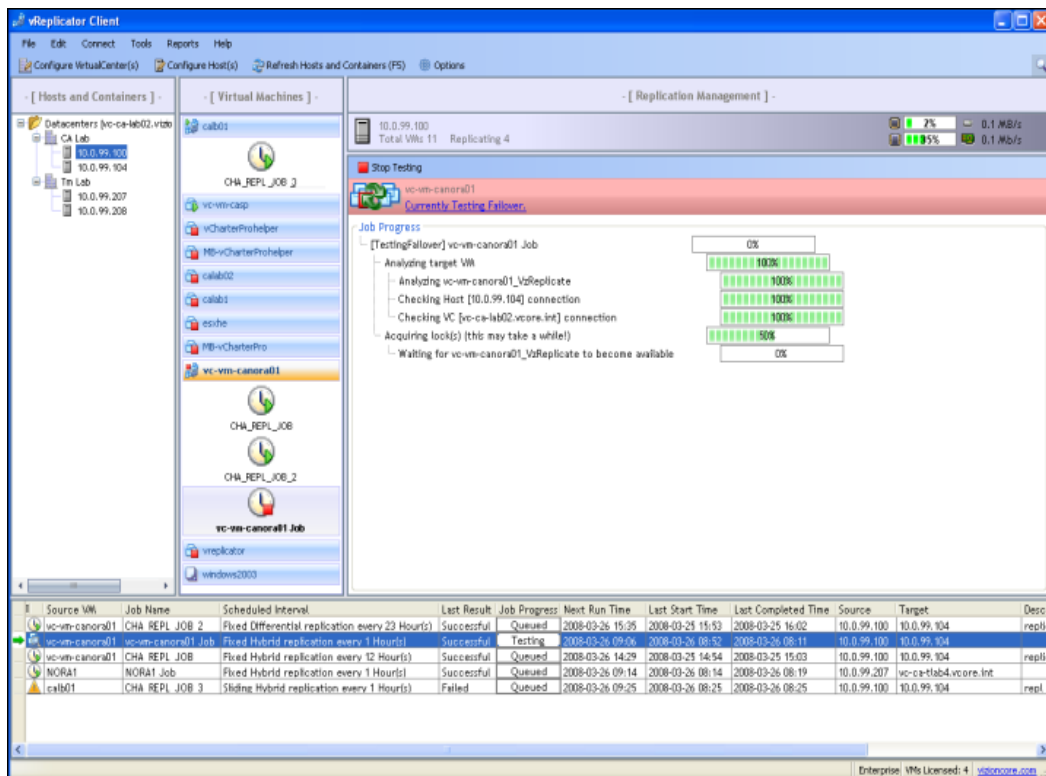 vReplicator Client
File Edit Connect Tools Reports Help
Configure VirtualCenter(s) Configure Host(s) Refresh Hosts and Containers (F5) Options
- [ Hosts and Containers ] -
Datacenters [vc-ca-lab02.vizio
CA Lab
10.0.99.100
10.0.99.104
Tm Lab
10.0.99.207
10.0.99.208
- [ Virtual Machines ] -
calb01
CHA_REPL_JOB_3
vc-vm-casp
vCharterProhelper
MB-vCharterProhelper
calab02
calab1
esxhe
MB-vCharterPro
vc-vm-canora01
CHA_REPL_JOB
CHA_REPL_JOB_2
vc-vm-canora01 Job
vreplicator
windows2003
- [ Replication Management ] -
10.0.99.100
Total VMs 11 Replicating 4
2% 0.1 MB/s
35% 0.1 Mb/s
Stop Testing
vc-vm-canora01
Currently Testing Failover.
Job Progress
[TestingFailover] vc-vm-canora01 Job 0%
Analyzing target VM 100%
Analyzing vc-vm-canora01_VzReplicate 100%
Checking Host [10.0.99.104] connection 100%
Checking VC [vc-ca-lab02.vcore.int] connection 100%
Acquiring lock(s) (this may take a while!) 50%
Waiting for vc-vm-canora01_VzReplicate to become available 0%
Source VM Job Name Scheduled Interval Last Result Job Progress Next Run Time Last Start Time Last Completed Time Source Target Desc
vc-vm-canora01 CHA REPL JOB 2 Fixed Differential replication every 23 Hour(s) Successful Queued 2008-03-26 15:35 2008-03-25 15:53 2008-03-25 16:02 10.0.99.100 10.0.99.104 repli
vc-vm-canora01 vc-vm-canora01 Job Fixed Hybrid replication every 1 Hour(s) Successful Testing 2008-03-26 09:06 2008-03-26 08:52 2008-03-26 08:11 10.0.99.100 10.0.99.104
vc-vm-canora01 CHA REPL JOB Fixed Hybrid replication every 12 Hour(s) Successful Queued 2008-03-26 14:29 2008-03-25 14:54 2008-03-25 15:03 10.0.99.100 10.0.99.104 repli
NORA1 NORA1 Job Fixed Hybrid replication every 1 Hour(s) Successful Queued 2008-03-26 09:14 2008-03-26 08:14 2008-03-26 08:19 10.0.99.207 vc-ca-tlab4.vcore.int
calb01 CHA REPL JOB 3 Sliding Hybrid replication every 1 Hour(s) Failed Queued 2008-03-26 09:25 2008-03-26 08:25 2008-03-26 08:25 10.0.99.100 10.0.99.104 repl
Enterprise VMs Licensed: 4 vizioncore.com